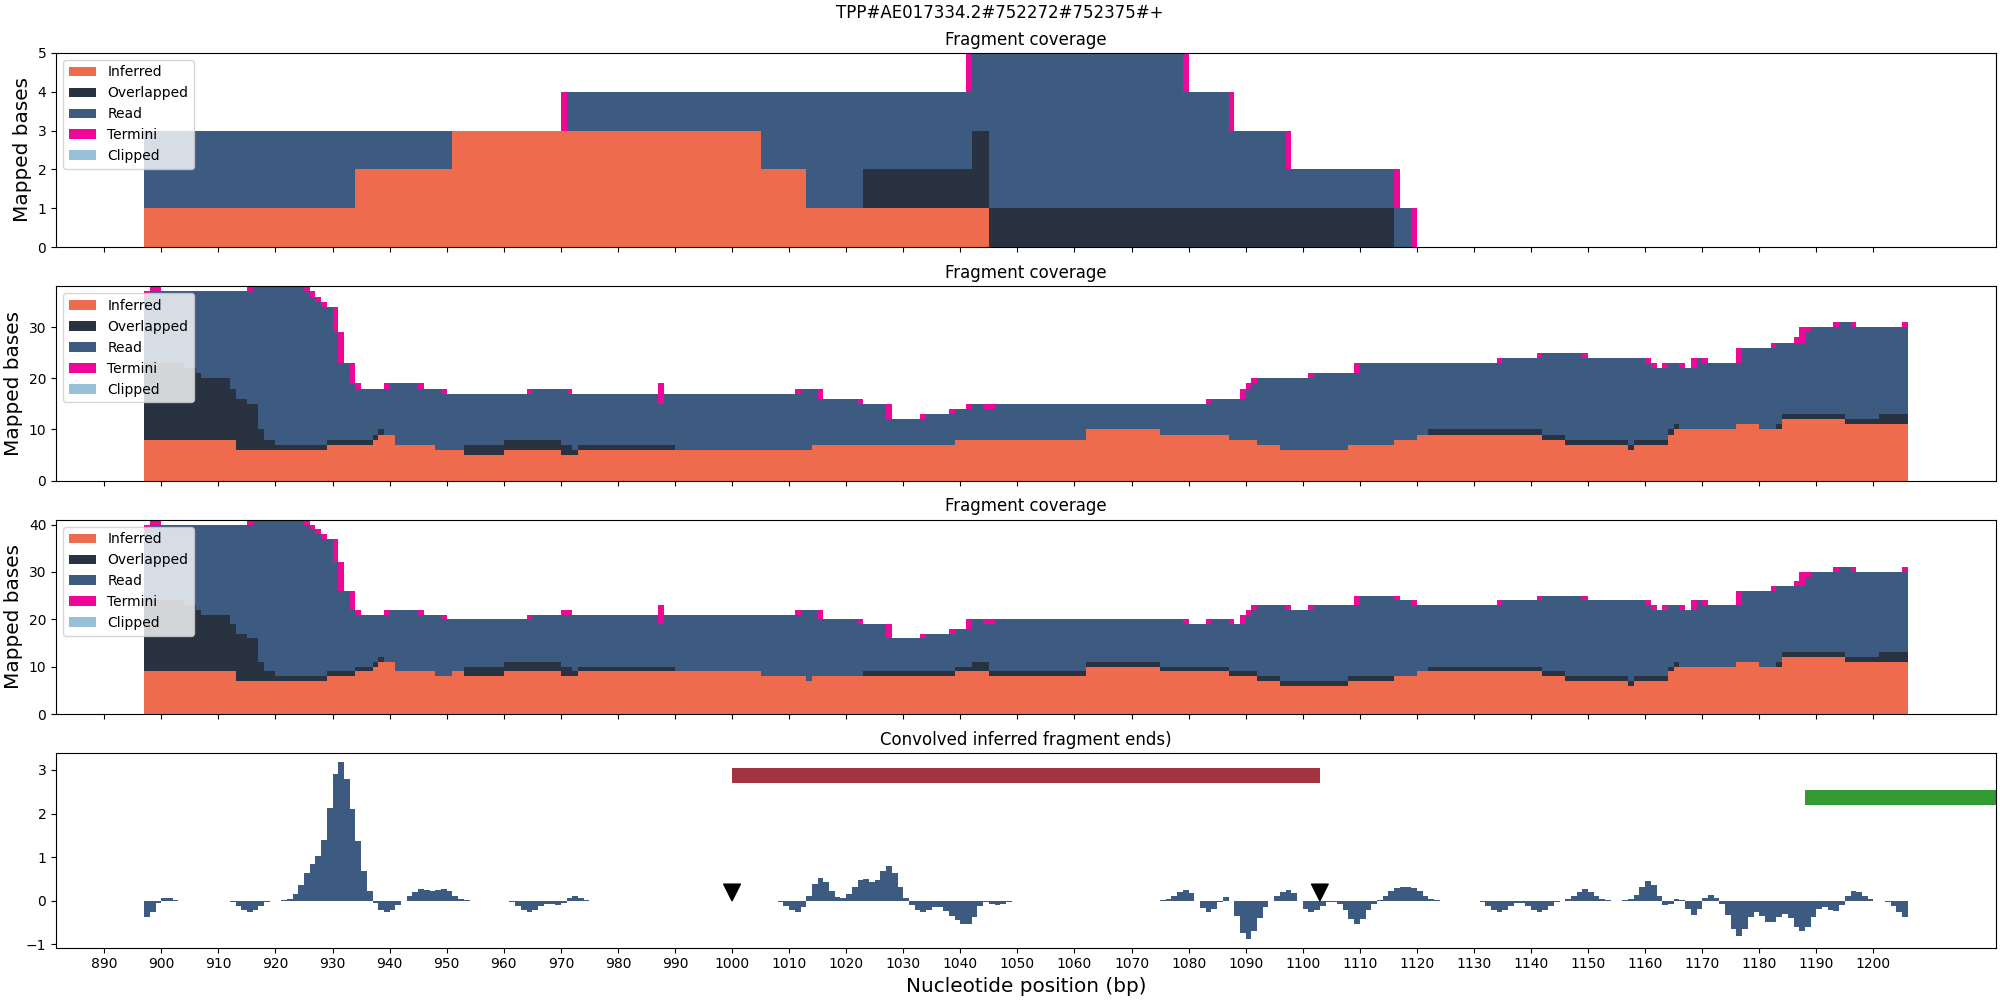 TPP#AE017334.2#752272#752375#+
Fragment coverage
Mapped bases
5
4
3
2
1
0
Inferred
Overlapped
Read
Termini
Clipped
Fragment coverage
Mapped bases
30
20
10
0
Inferred
Overlapped
Read
Termini
Clipped
Fragment coverage
Mapped bases
40
30
20
10
0
Inferred
Overlapped
Read
Termini
Clipped
Convolved inferred fragment ends)
3
2
1
0
−1
890 900 910 920 930 940 950 960 970 980 990 1000 1010 1020 1030 1040 1050 1060 1070 1080 1090 1100 1110 1120 1130 1140 1150 1160 1170 1180 1190 1200
Nucleotide position (bp)